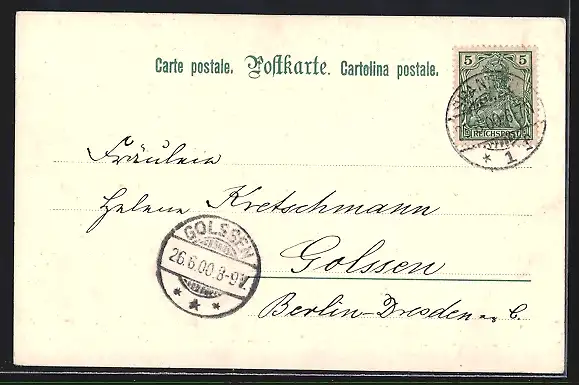 Carte postale. Postkarte. Cartolina postale.
5 5
REICHSPOST
* 1
Fräulein
Helene Kretschmann
GOLSSEN
26.6.00.8-9V.
* * *
Golssen
Berlin-Dresden